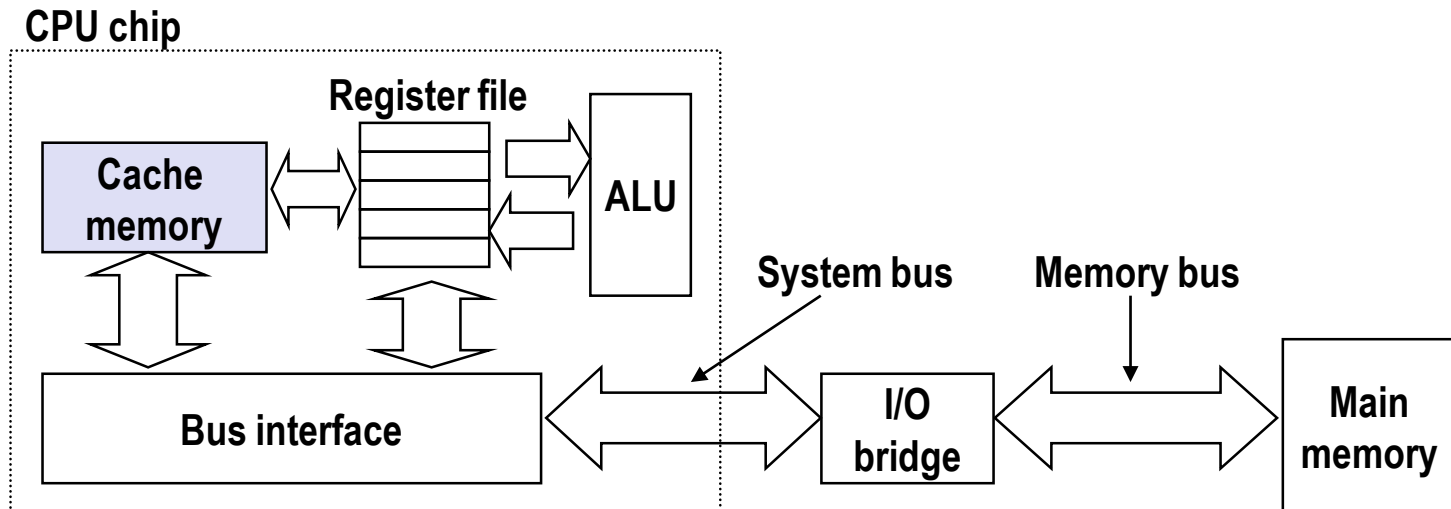 CPU chip
Register file
Cache
memory
ALU
System bus
Memory bus
Bus interface
I/O
bridge
Main
memory